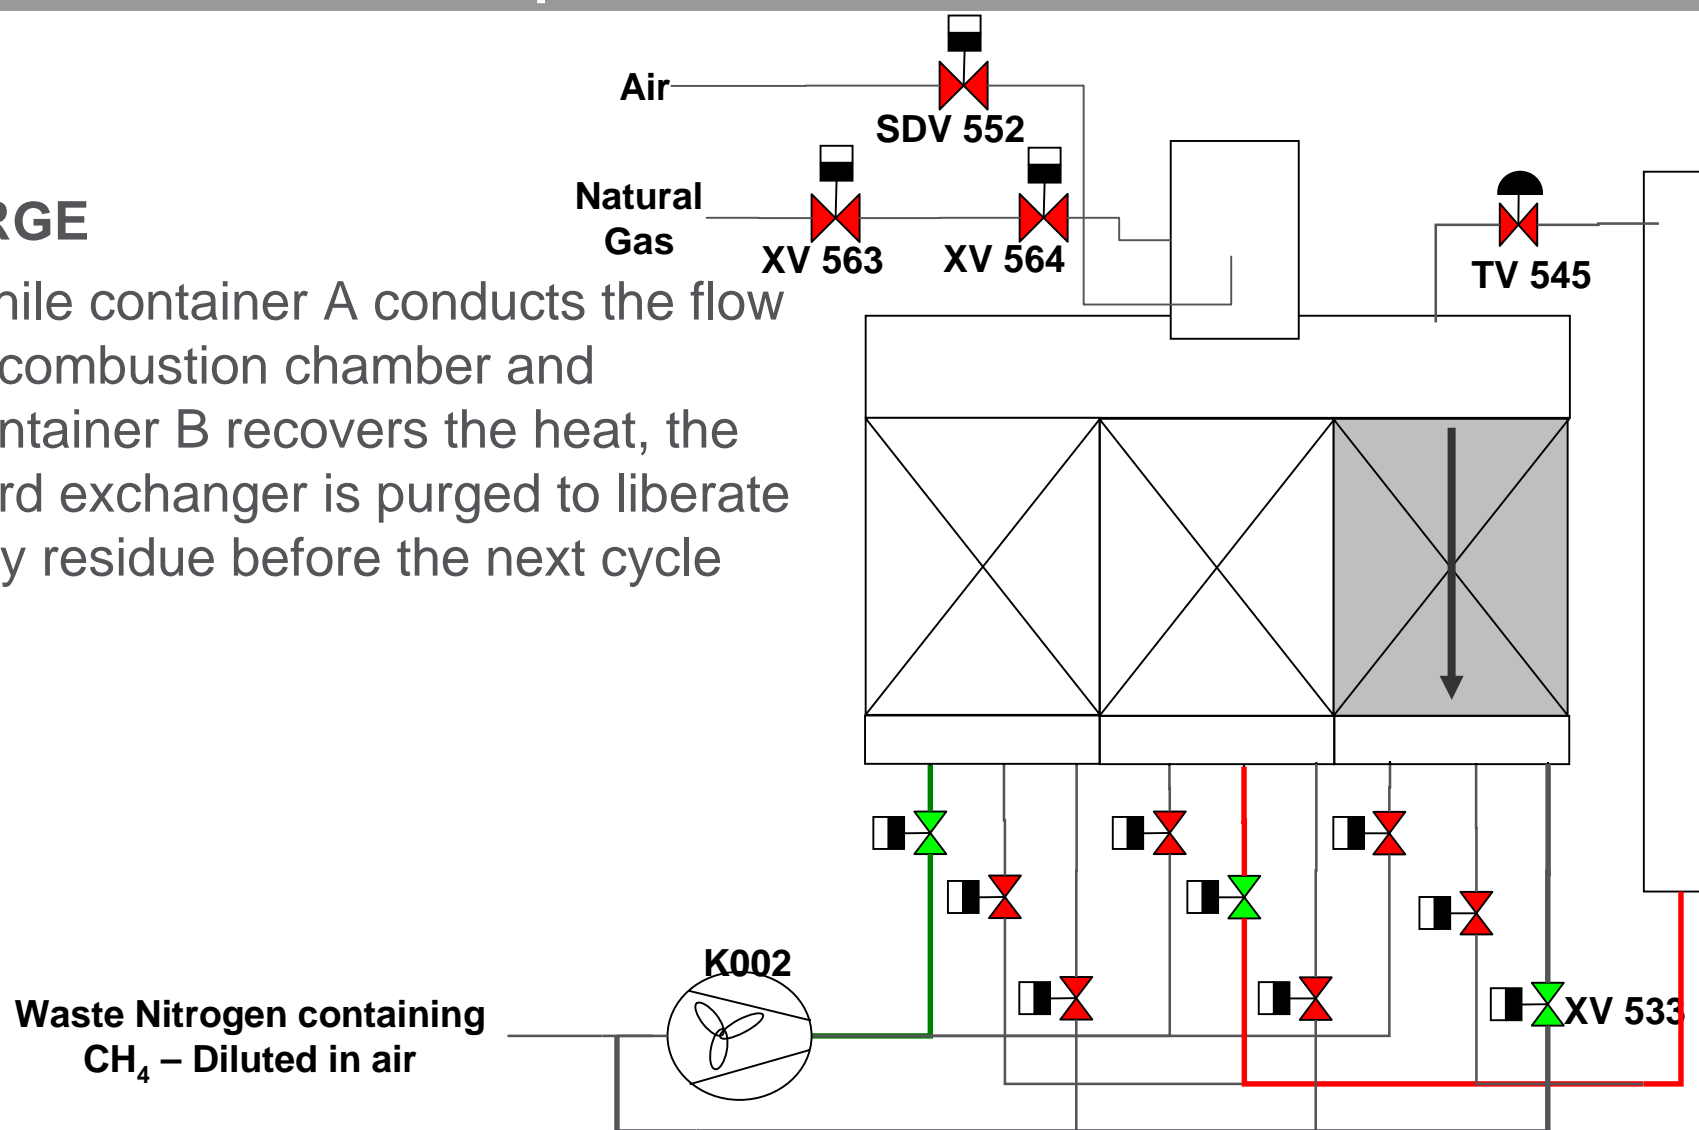 Air
SDV 552
Natural
Gas
XV 563
XV 564
TV 545
RGE
hile container A conducts the flow
combustion chamber and
ntainer B recovers the heat, the
rd exchanger is purged to liberate
y residue before the next cycle
K002
Waste Nitrogen containing
CH₄ – Diluted in air
XV 533